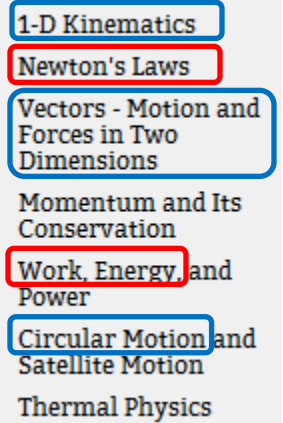 1-D Kinematics
Newton's Laws
Vectors - Motion and
Forces in Two
Dimensions
Momentum and Its
Conservation
Work, Energy, and
Power
Circular Motion and
Satellite Motion
Thermal Physics